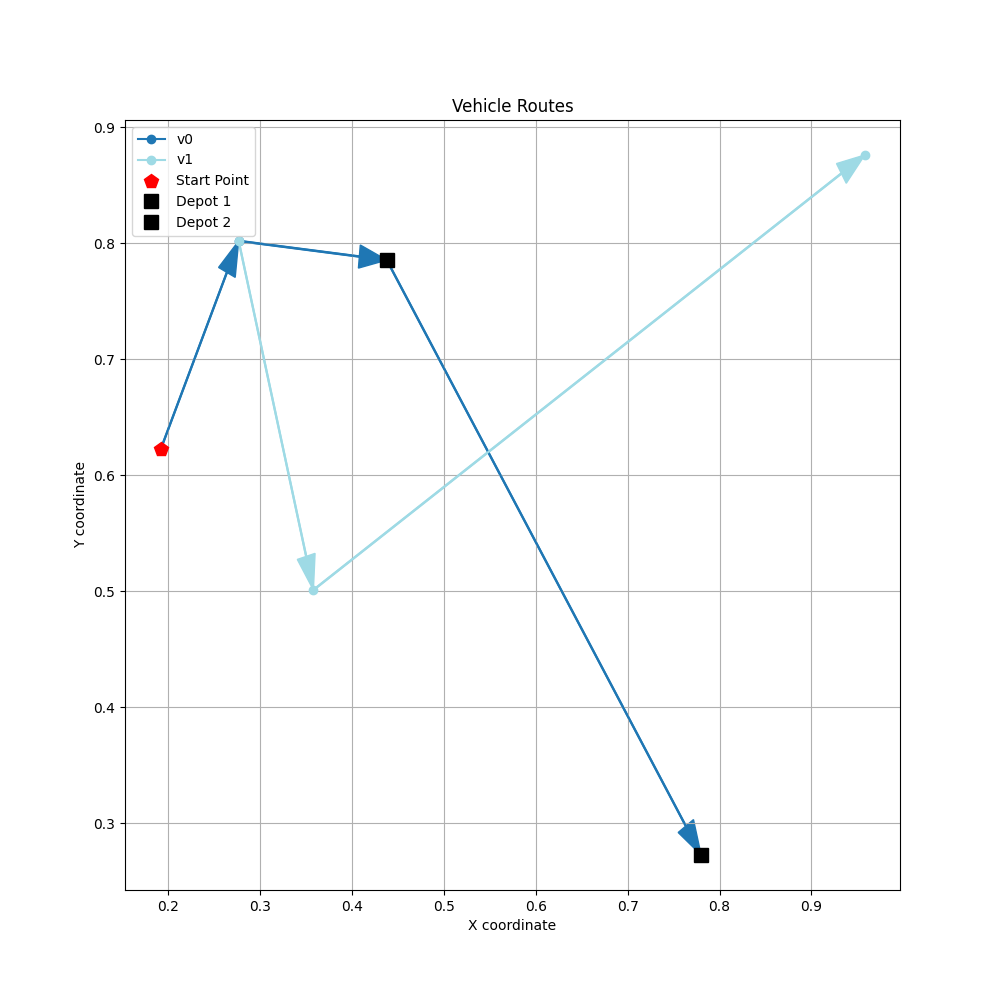 Vehicle Routes
v0
v1
Start Point
Depot 1
Depot 2
0.9
0.8
0.7
0.6
0.5
0.4
0.3
Y coordinate
0.2 0.3 0.4 0.5 0.6 0.7 0.8 0.9
X coordinate